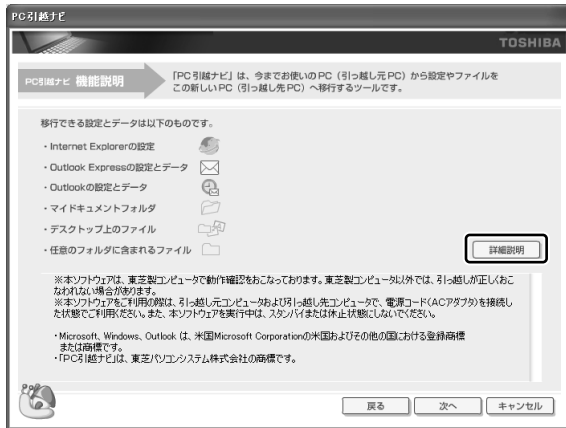 PC引越ナビ
TOSHIBA
PC引越ナビ 機能説明
「PC引越ナビ」は、今までお使いのPC（引っ越し元PC）から設定やファイルを
この新しいPC（引っ越し先PC）へ移行するツールです。
移行できる設定とデータは以下のものです。
・Internet Explorerの設定
・Outlook Expressの設定とデータ
・Outlookの設定とデータ
・マイドキュメントフォルダ
・デスクトップ上のファイル
・任意のフォルダに含まれるファイル
詳細説明
※本ソフトウェアは、東芝製コンピュータで動作確認をおこなっております。東芝製コンピュータ以外では、引っ越しが正しくおこ
なわれない場合があります。
※本ソフトウェアをご利用の際は、引っ越し元コンピュータおよび引っ越し先コンピュータで、電源コード(ACアダプタ)を接続し
た状態でご利用ください。また、本ソフトウェアを実行中は、スタンバイまたは休止状態にしないでください。
・Microsoft、Windows、Outlook は、米国Microsoft Corporationの米国およびその他の国における登録商標
または商標です。
・「PC引越ナビ」は、東芝パソコンシステム株式会社の商標です。
戻る
次へ
キャンセル